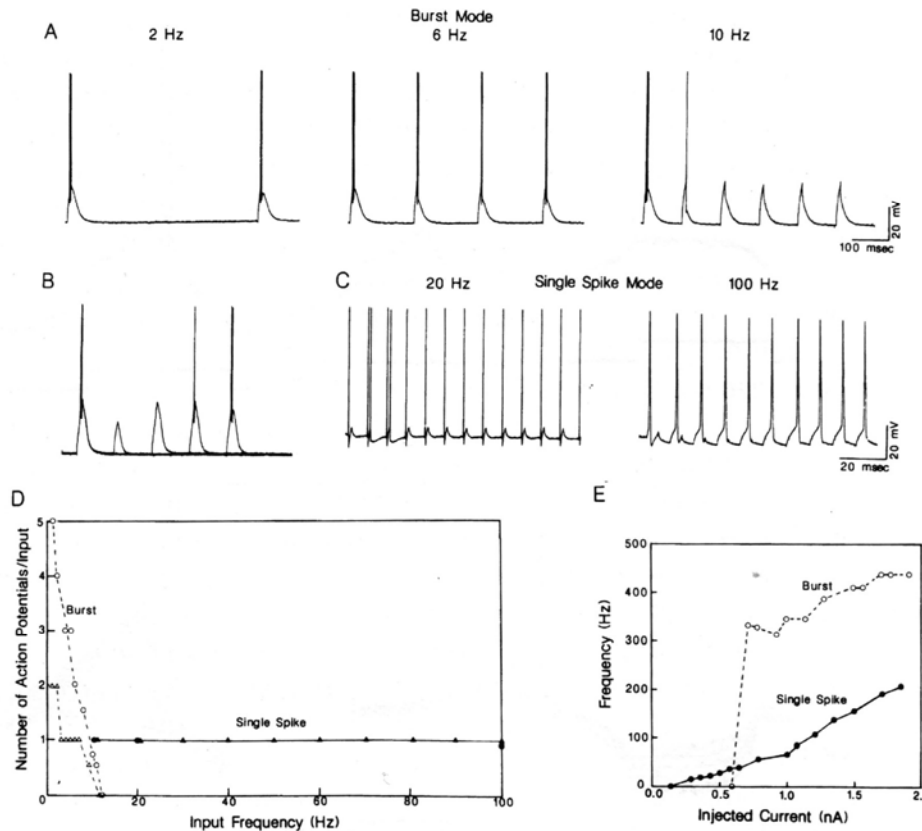 Burst Mode
A
2 Hz
6 Hz
10 Hz
20 mV
100 msec
B
C
20 Hz
Single Spike Mode
100 Hz
20 mV
20 msec
D
Number of Action Potentials/Input
5
4
3
2
1
0
Burst
Single Spike
0
20
40
60
80
100
Input Frequency (Hz)
E
Frequency (Hz)
500
400
300
200
100
0
Burst
Single Spike
0.0
0.5
1.0
1.5
Injected Current (nA)